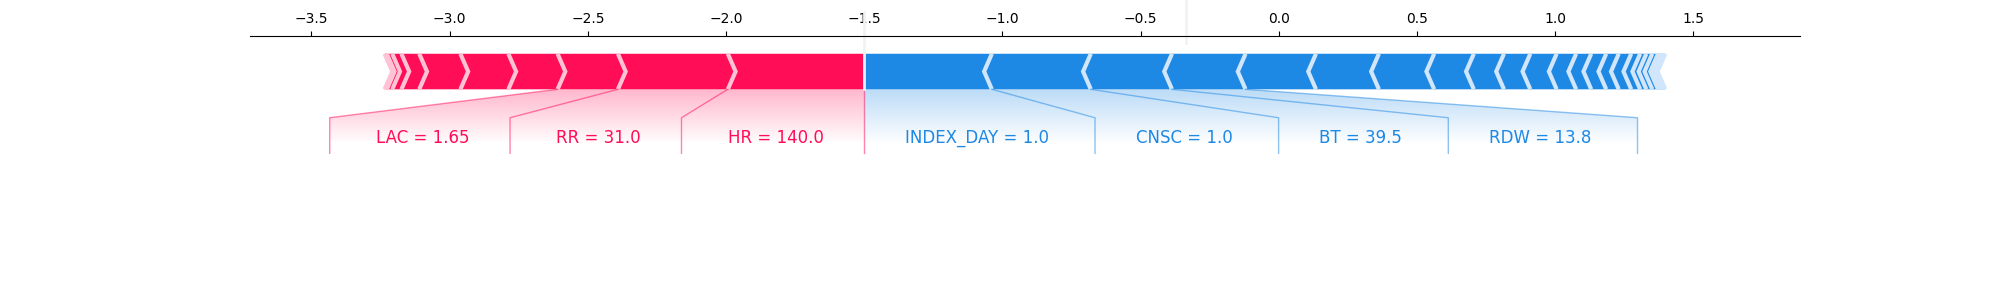 −3.5 −3.0 −2.5 −2.0 −1.5 −1.0 −0.5 0.0 0.5 1.0 1.5
LAC = 1.65 RR = 31.0 HR = 140.0 INDEX_DAY = 1.0 CNSC = 1.0 BT = 39.5 RDW = 13.8